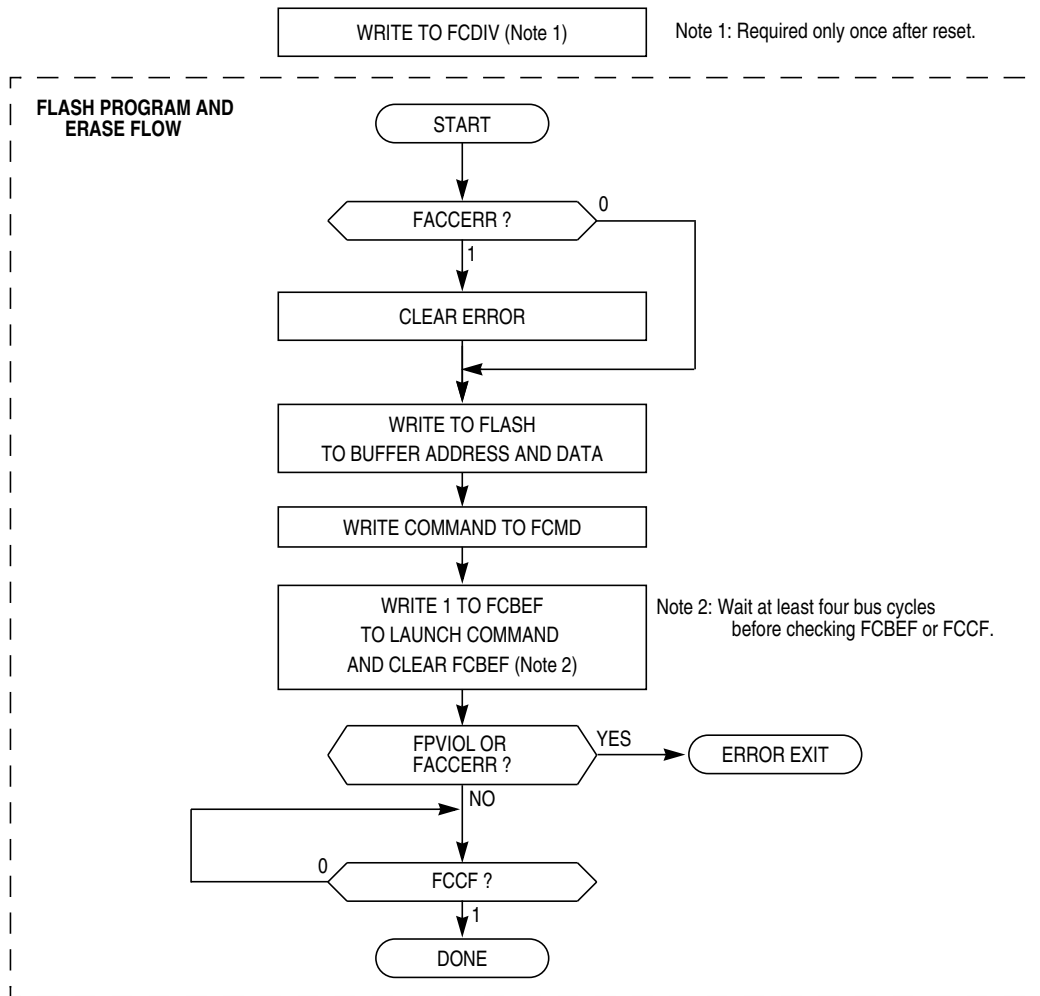 WRITE TO FCDIV (Note 1)
Note 1: Required only once after reset.
FLASH PROGRAM AND
ERASE FLOW
START
FACCERR ?
0
1
CLEAR ERROR
WRITE TO FLASH
TO BUFFER ADDRESS AND DATA
WRITE COMMAND TO FCMD
WRITE 1 TO FCBEF
TO LAUNCH COMMAND
AND CLEAR FCBEF (Note 2)
Note 2: Wait at least four bus cycles
before checking FCBEF or FCCF.
FPVIOL OR
FACCERR ?
YES
ERROR EXIT
NO
0
FCCF ?
1
DONE